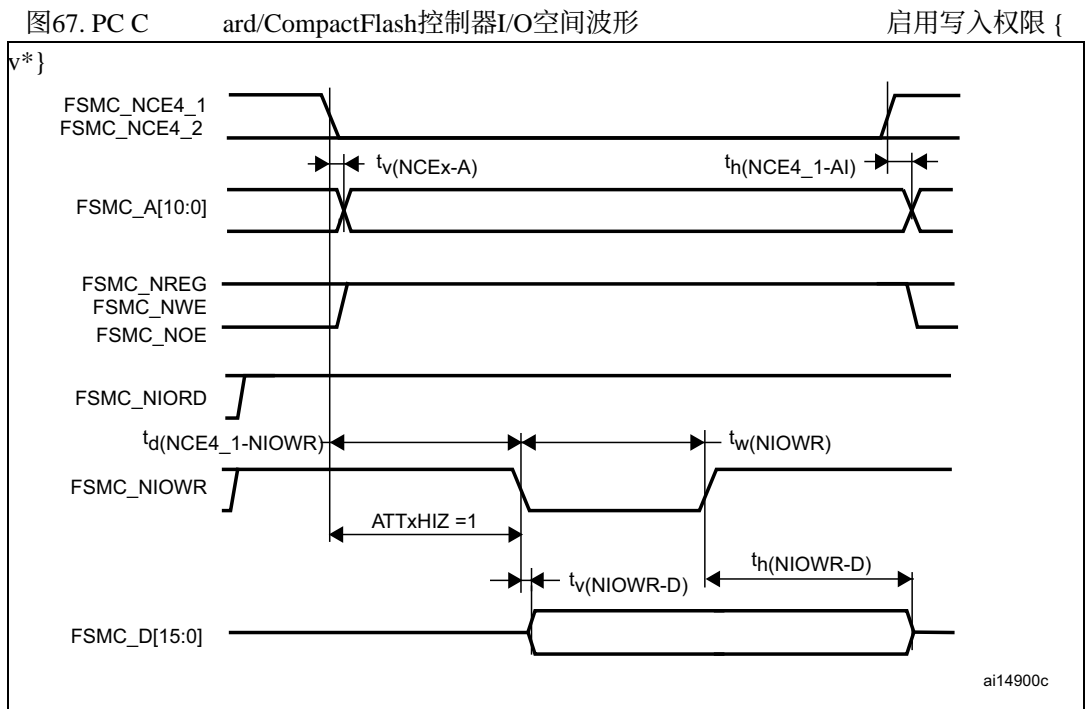 图67. PC C ard/CompactFlash控制器I/O空间波形 启用写入权限 {
v*}
FSMC_NCE4_1
FSMC_NCE4_2
tv(NCEx-A)
th(NCE4_1-AI)
FSMC_A[10:0]
FSMC_NREG
FSMC_NWE
FSMC_NOE
FSMC_NIORD
td(NCE4_1-NIOWR)
tw(NIOWR)
FSMC_NIOWR
ATTxHIZ =1
tv(NIOWR-D)
th(NIOWR-D)
FSMC_D[15:0]
ai14900c